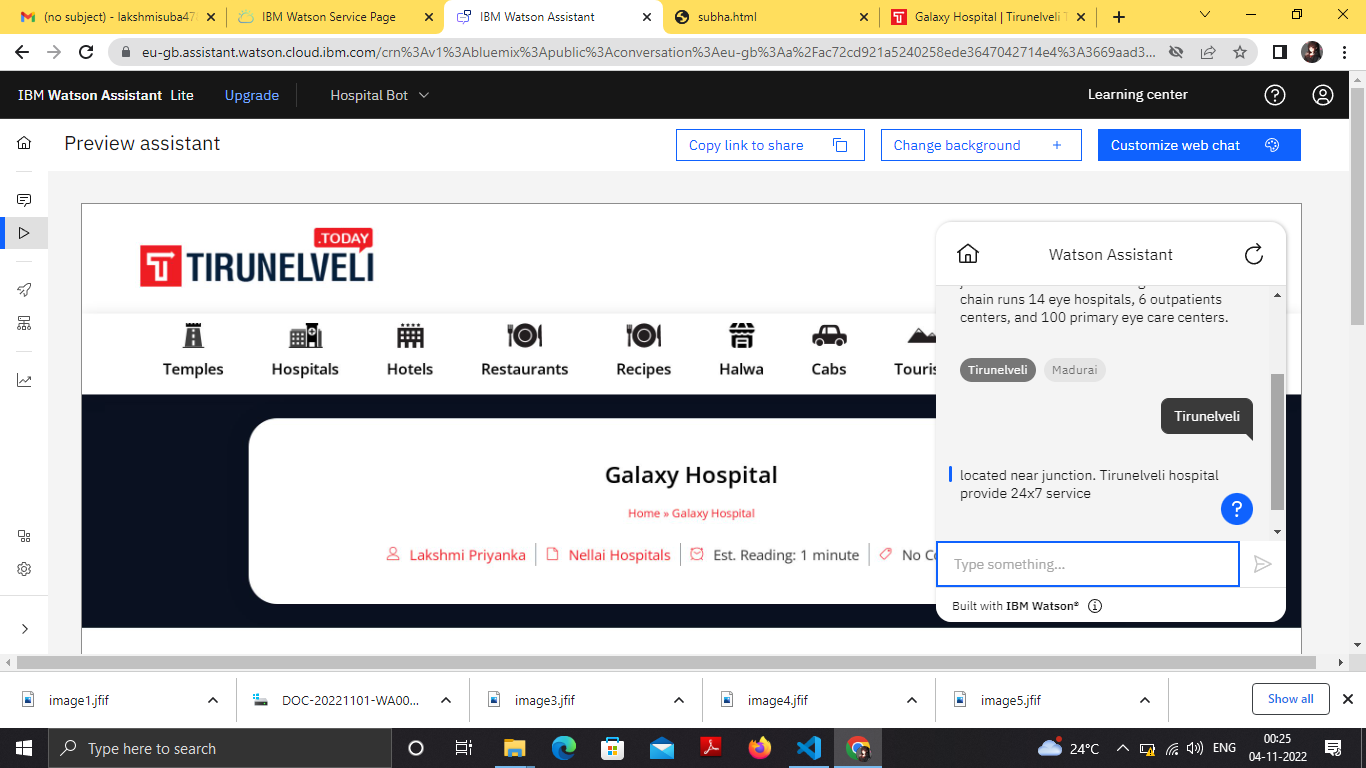 (no subject) - lakshmisuba47
IBM Watson Service Page
IBM Watson Assistant
subha.html
Galaxy Hospital | Tirunelveli T
eu-gb.assistant.watson.cloud.ibm.com/crn%3Av1%3Abluemix%3Apublic%3Aconversation%3Aeu-gb%3Aa%2Fac72cd921a5240258ede3647042714e4%3A3669aad3...
IBM Watson Assistant Lite
Upgrade
Hospital Bot
Learning center
Preview assistant
Copy link to share
Change background
Customize web chat
.TODAY
TIRUNELVELI
Temples
Hospitals
Hotels
Restaurants
Recipes
Halwa
Cabs
Touris
Galaxy Hospital
Home » Galaxy Hospital
Lakshmi Priyanka
Nellai Hospitals
Est. Reading: 1 minute
No Co
Watson Assistant
chain runs 14 eye hospitals, 6 outpatients
centers, and 100 primary eye care centers.
Tirunelveli
Madurai
Tirunelveli
located near junction. Tirunelveli hospital
provide 24x7 service
?
Type something...
Built with IBM Watson®
image1.jfif
DOC-20221101-WA00...
image3.jfif
image4.jfif
image5.jfif
Show all
Type here to search
24°C
ENG
00:25
04-11-2022